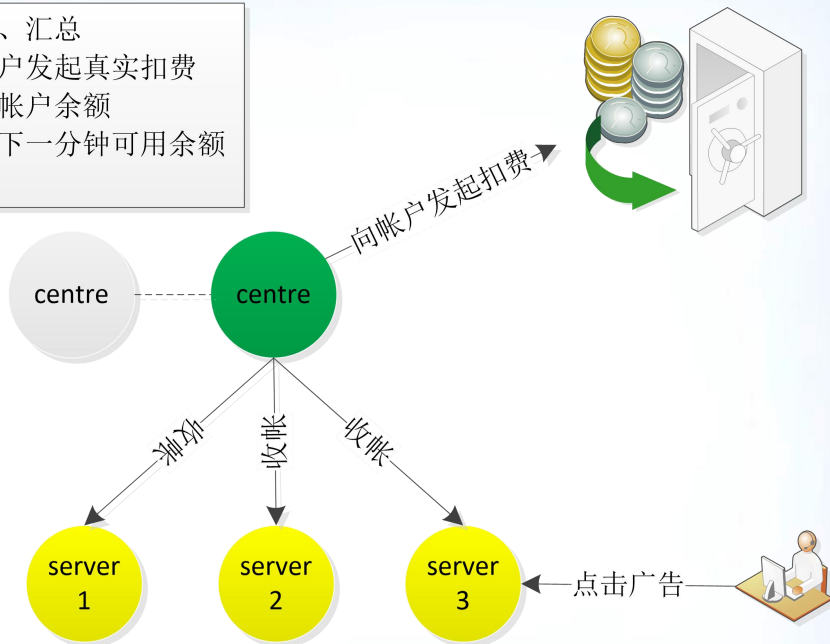 、汇总
户发起真实扣费
帐户余额
下一分钟可用余额
向帐户发起扣费
centre
centre
收帐
收帐
收帐
server
1
server
2
server
3
点击广告